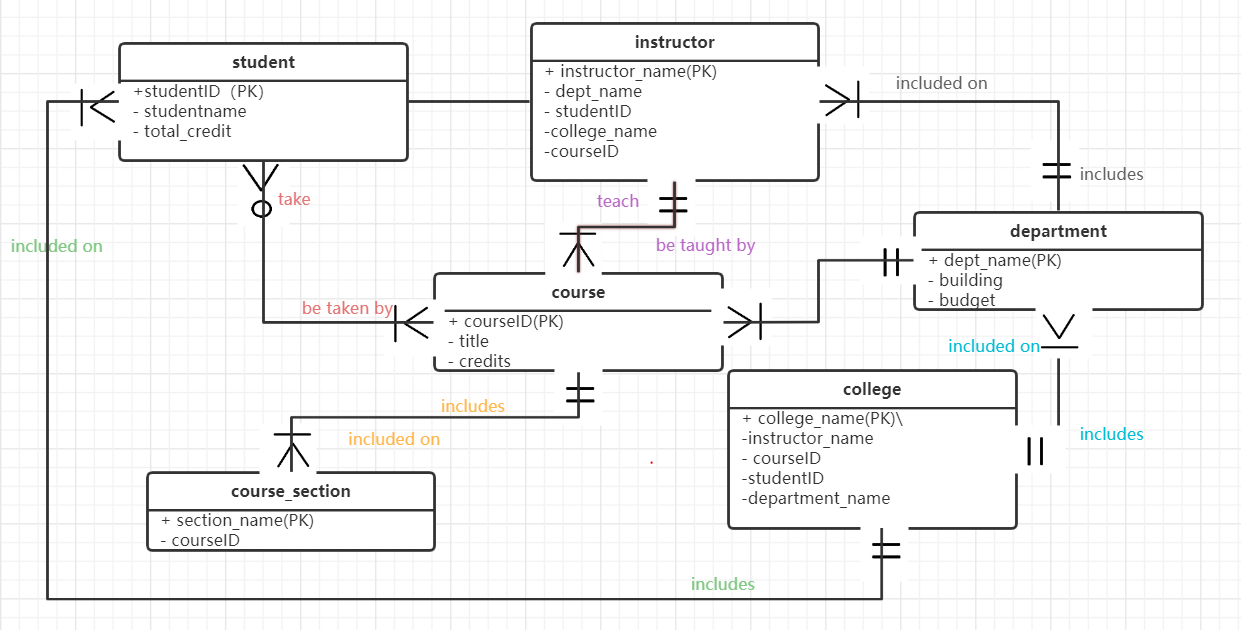 student
+studentID (PK)
- studentname
- total_credit
instructor
+ instructor_name(PK)
- dept_name
- studentID
-college_name
-courseID
included on
includes
take
teach
be taught by
included on
department
+ dept_name(PK)
- building
- budget
be taken by
course
+ courseID(PK)
- title
- credits
included on
includes
includes
included on
college
+ college_name(PK)\
-instructor_name
- courseID
-studentID
-department_name
course_section
+ section_name(PK)
- courseID
includes